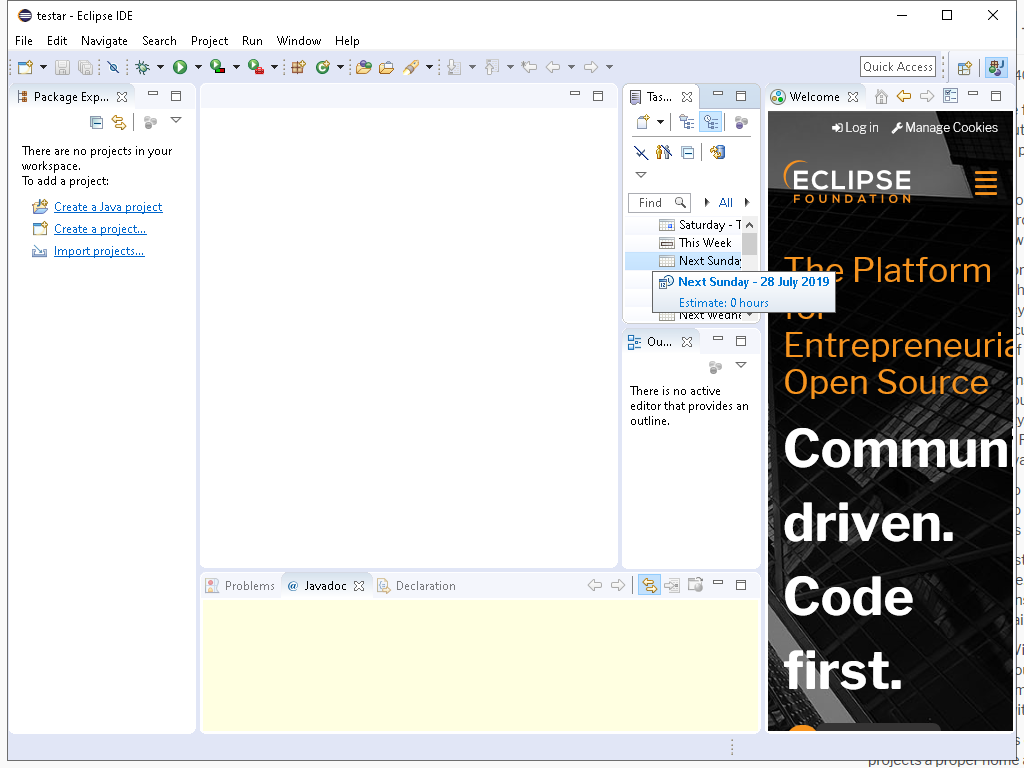 testar - Eclipse IDE
File Edit Navigate Search Project Run Window Help
Quick Access
Package Exp...
There are no projects in your
workspace.
To add a project:
Create a Java project
Create a project...
Import projects...
Tas...
Find
All
Saturday - T
This Week
Next Sunday
Next Sunday - 28 July 2019
Estimate: 0 hours
Next Wedne
Ou...
There is no active
editor that provides an
outline.
Problems
@ Javadoc
Declaration
Welcome
Log in
Manage Cookies
ECLIPSE
FOUNDATION
The Platform
for
Entrepreneuria
Open Source
Communi
driven.
Code
first.
projects a proper home